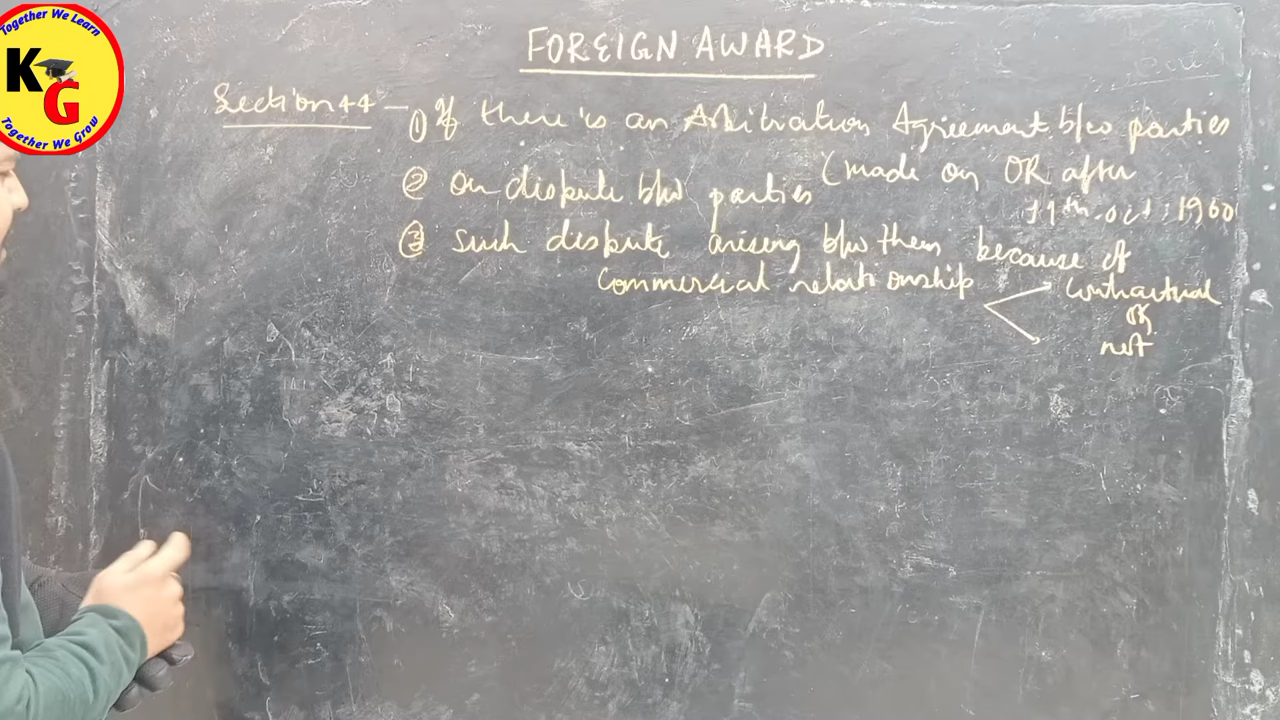 Together We Learn
KG
Together We Grow
FOREIGN AWARD
Section 44 - ① If there is an Arbitration Agreement b/w parties
(made on OR after
11th. oct. 1960
② On dispute b/w parties
③ such dispute arising b/w them because of
Commercial relationship
Contractual
OR
not